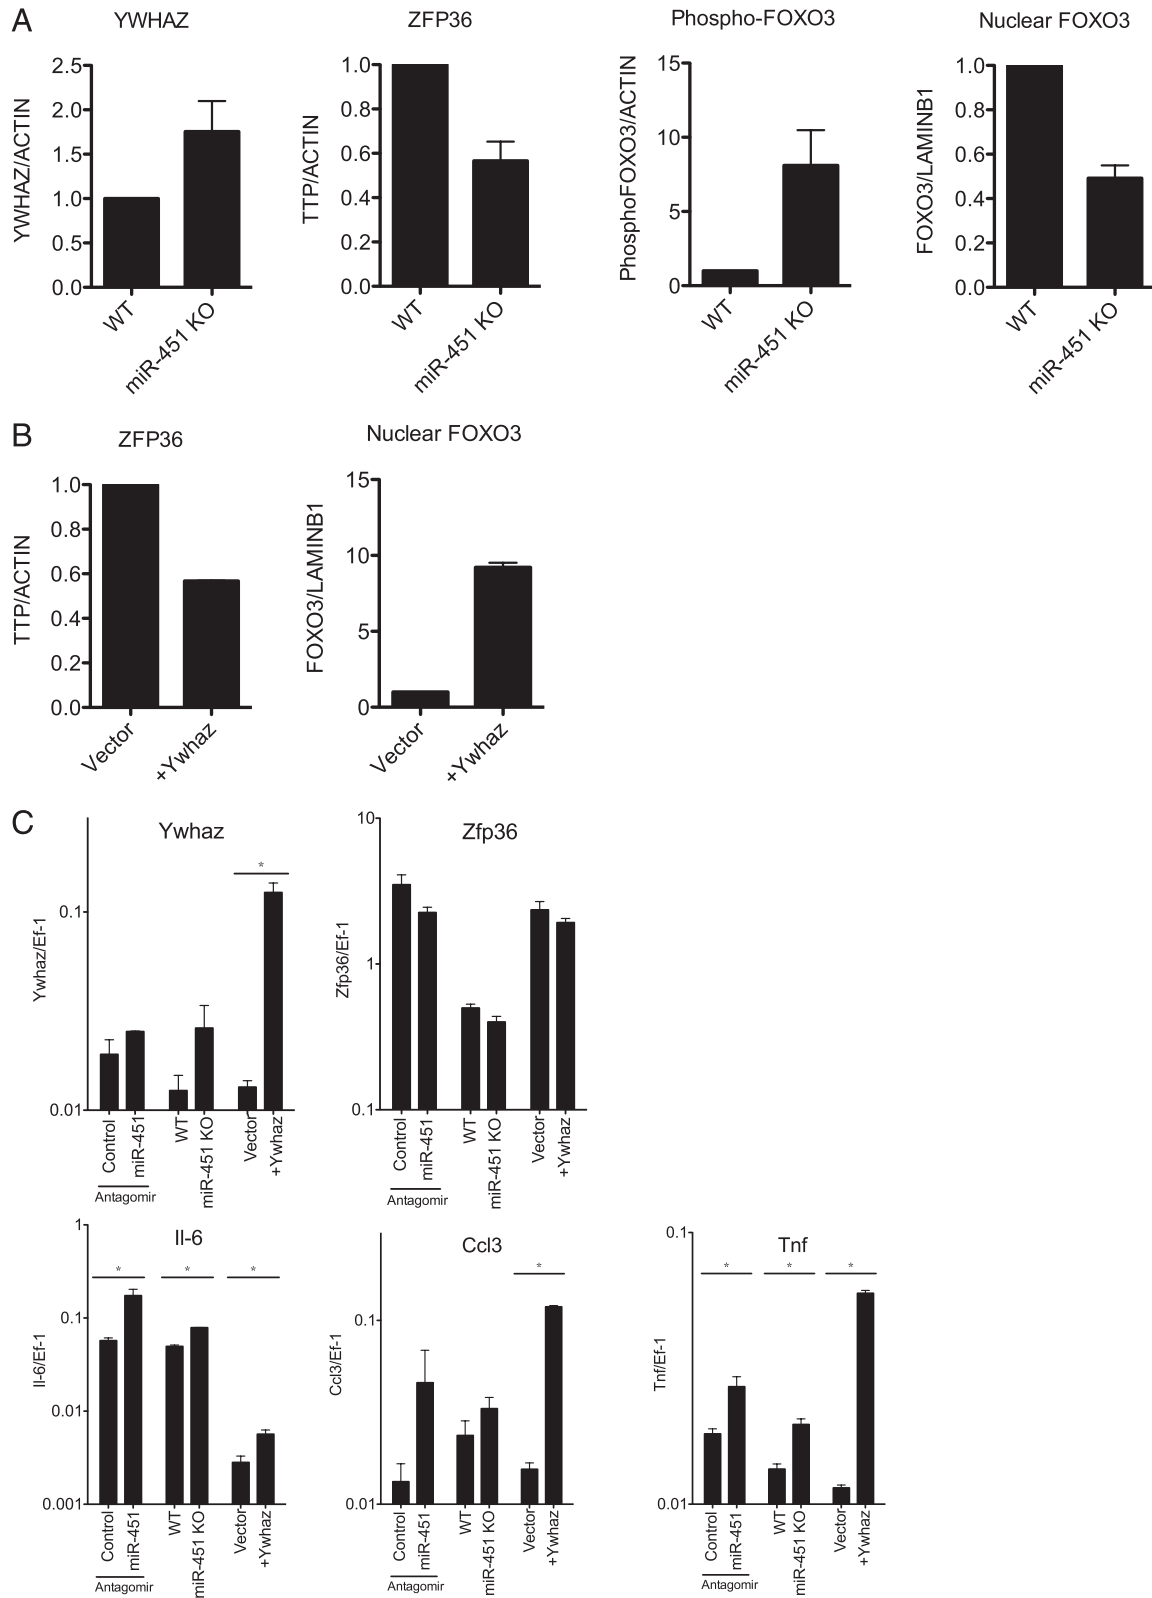 A
YWHAZ
YWHAZ/ACTIN
2.5
2.0
1.5
1.0
0.5
0.0
WT
miR-451 KO
ZFP36
TTP/ACTIN
1.0
0.8
0.6
0.4
0.2
0.0
WT
miR-451 KO
Phospho-FOXO3
PhosphoFOXO3/ACTIN
15
10
5
0
WT
miR-451 KO
Nuclear FOXO3
FOXO3/LAMINB1
1.0
0.8
0.6
0.4
0.2
0.0
WT
miR-451 KO
B
ZFP36
TTP/ACTIN
1.0
0.8
0.6
0.4
0.2
0.0
Vector
+Ywhaz
Nuclear FOXO3
FOXO3/LAMINB1
15
10
5
0
Vector
+Ywhaz
C
Ywhaz
Ywhaz/Ef-1
0.1
0.01
*
Control
miR-451
Antagomir
WT
miR-451 KO
Vector
+Ywhaz
Zfp36
Zfp36/Ef-1
10
1
0.1
Control
miR-451
Antagomir
WT
miR-451 KO
Vector
+Ywhaz
Il-6
Il-6/Ef-1
1
0.1
0.01
0.001
*
*
*
Control
miR-451
Antagomir
WT
miR-451 KO
Vector
+Ywhaz
Ccl3
Ccl3/Ef-1
0.1
0.01
*
Control
miR-451
Antagomir
WT
miR-451 KO
Vector
+Ywhaz
Tnf
Tnf/Ef-1
0.1
0.01
*
*
*
Control
miR-451
Antagomir
WT
miR-451 KO
Vector
+Ywhaz